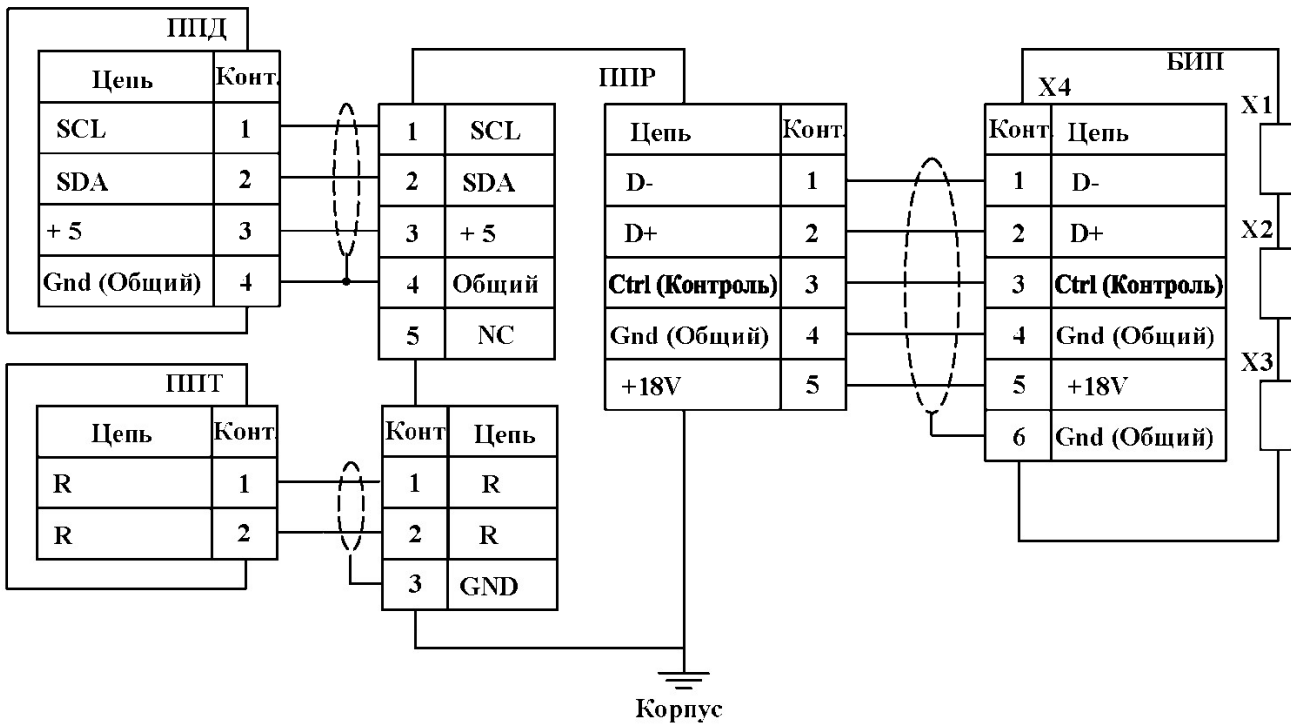 ППД
Цепь Конт.
SCL 1
SDA 2
+ 5 3
Gnd (Общий) 4
1 SCL
2 SDA
3 + 5
4 Общий
5 NC
ППТ
Цепь Конт.
R 1
R 2
Конт Цепь
1 R
2 R
3 GND
ППР
Цепь Конт.
D- 1
D+ 2
Ctrl (Контроль) 3
Gnd (Общий) 4
+18V 5
Корпус
БИП
X4
Конт. Цепь
1 D-
2 D+
3 Ctrl (Контроль)
4 Gnd (Общий)
5 +18V
6 Gnd (Общий)
X1
X2
X3